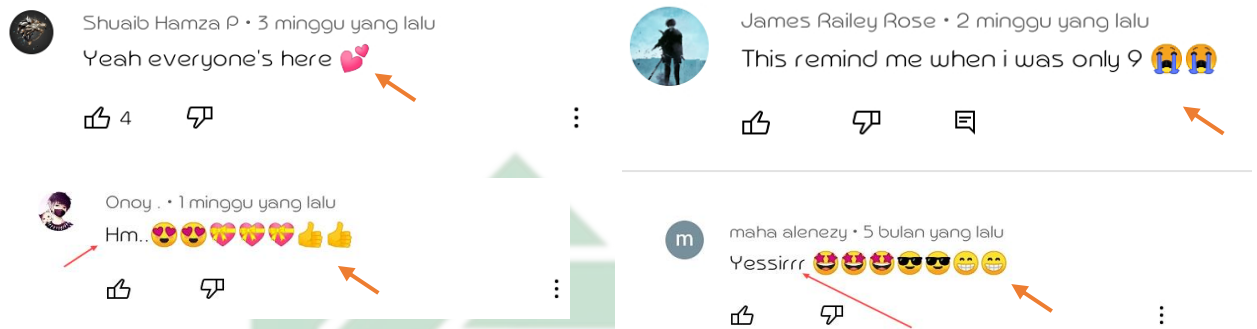 Shuaib Hamza P • 3 minggu yang lalu
Yeah everyone's here 💕
4
Onoy . • 1 minggu yang lalu
Hm..😍😍💝💝💝👍👍
James Railey Rose • 2 minggu yang lalu
This remind me when i was only 9 😭😭
m
maha alenezy • 5 bulan yang lalu
Yessirrr 🤩🤩🤩😎😎😁😁